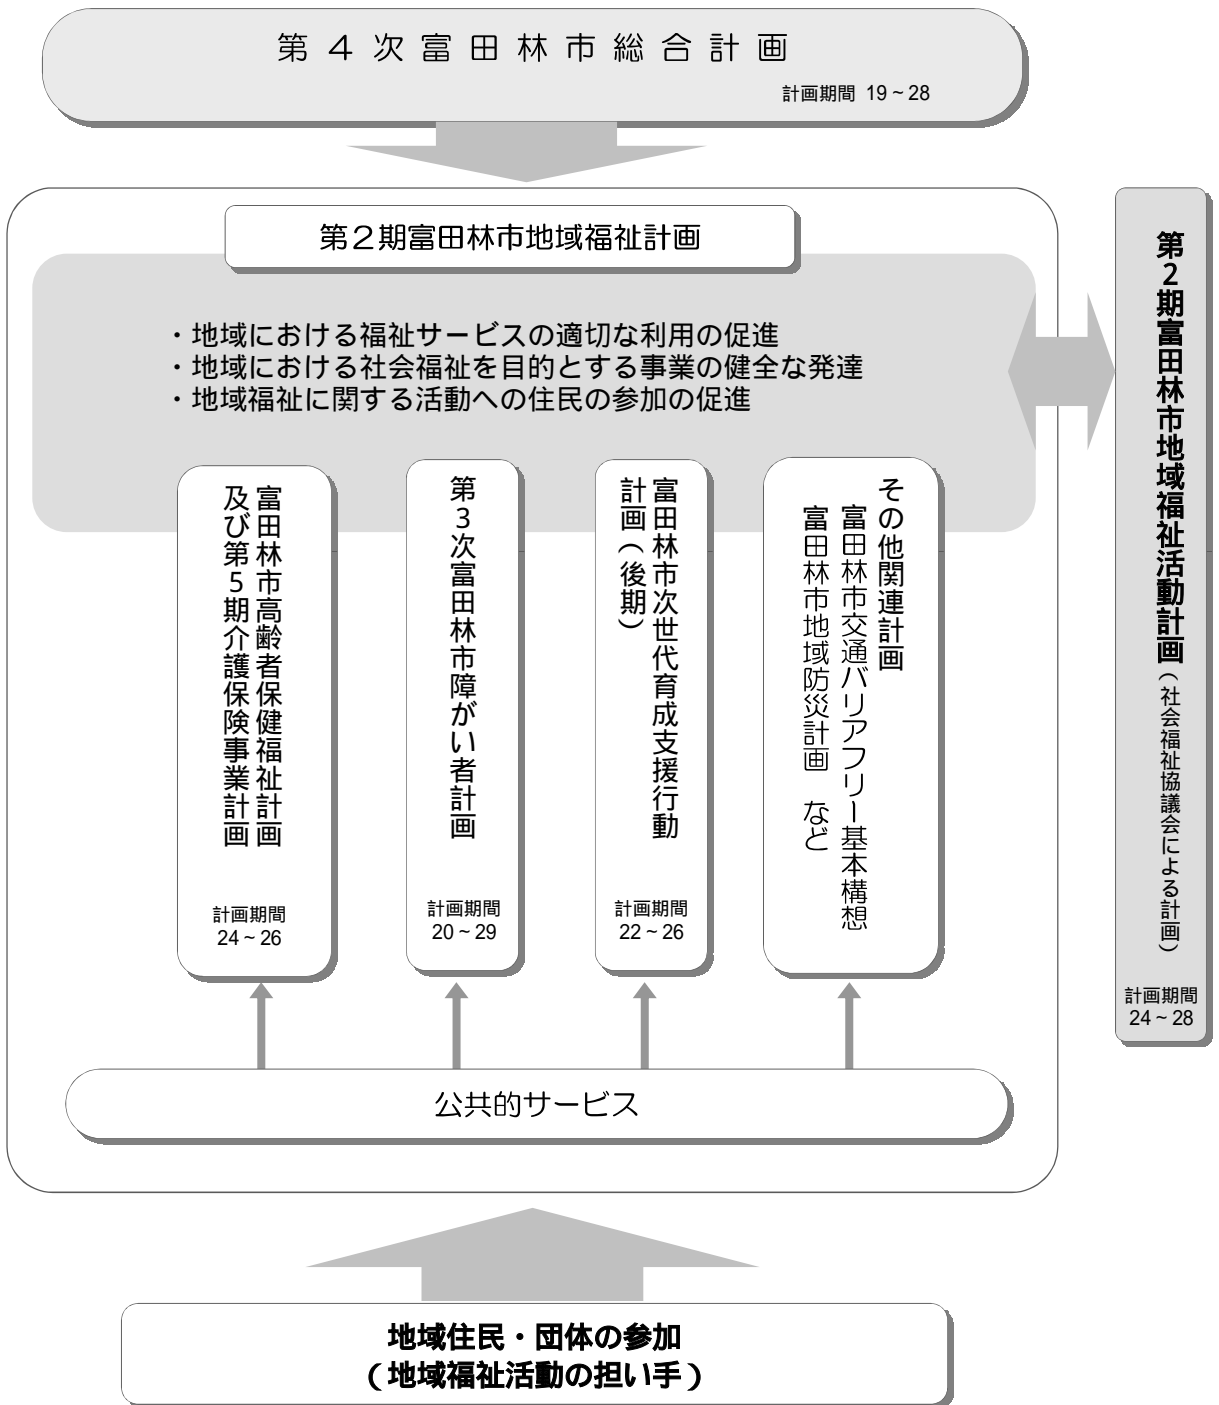 第４次富田林市総合計画
計画期間 19～28
第２期富田林市地域福祉計画
・地域における福祉サービスの適切な利用の促進
・地域における社会福祉を目的とする事業の健全な発達
・地域福祉に関する活動への住民の参加の促進
富田林市高齢者保健福祉計画
及び第５期介護保険事業計画
計画期間
24～26
第３次富田林市障がい者計画
計画期間
20～29
富田林市次世代育成支援行動
計画（後期）
計画期間
22～26
その他関連計画
富田林市交通バリアフリー基本構想
富田林市地域防災計画　など
公共的サービス
第２期富田林市地域福祉活動計画（社会福祉協議会による計画）
計画期間
24～28
地域住民・団体の参加
（地域福祉活動の担い手）